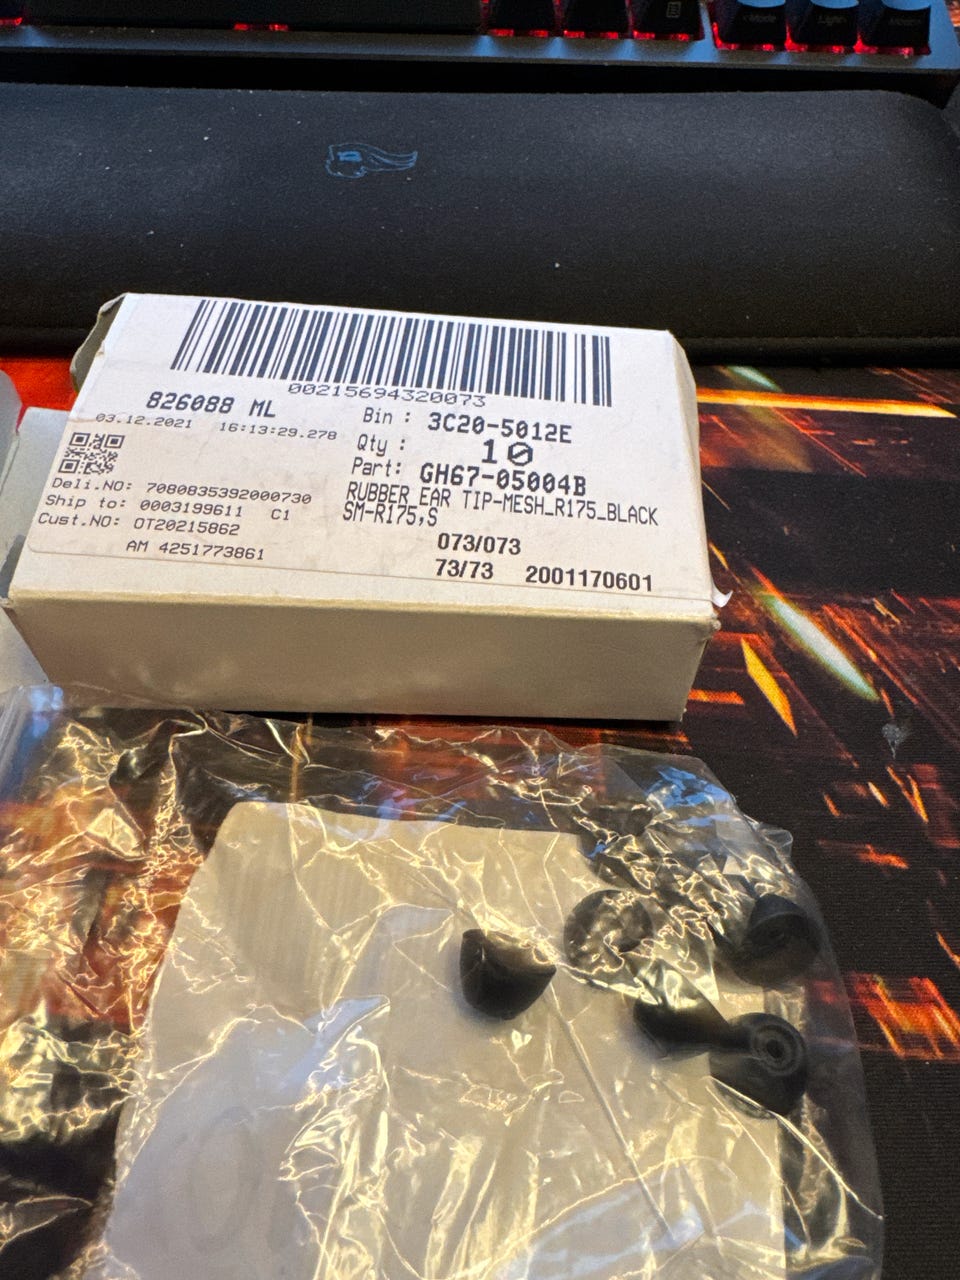 Mode
Light
00215694320073
826088 ML
03.12.2021 16:13:29.278
Bin : 3C20-5012E
Qty : 10
Part: GH67-05004B
RUBBER EAR TIP-MESH_R175_BLACK
SM-R175,S
Deli.NO: 7080835392000730
Ship to: 0003199611 C1
Cust.NO: OT20215862
AM 4251773861
073/073
73/73 2001170601